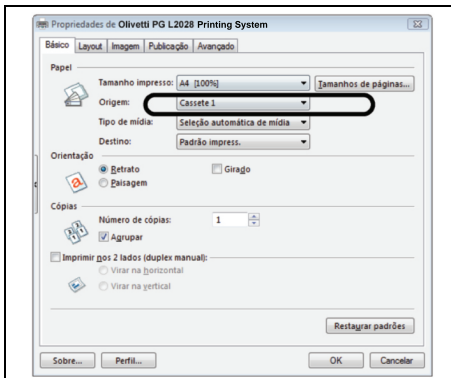 Propriedades de Olivetti PG L2028 Printing System
Básico Layout Imagem Publicação Avançado
Papel
Tamanho impresso: A4 [100%] Tamanhos de páginas...
Origem: Cassete 1
Tipo de mídia: Seleção automática de mídia
Destino: Padrão impress.
Orientação
Retrato Girado
Paisagem
Cópias
Número de cópias: 1
Agrupar
Imprimir nos 2 lados (duplex manual):
Virar na horizontal
Virar na vertical
Restaurar padrões
Sobre... Perfil... OK Cancelar